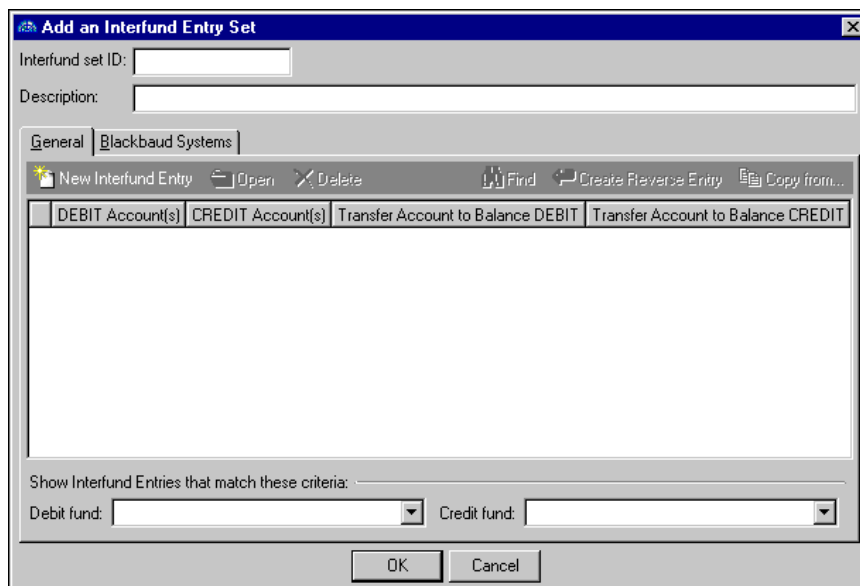 Add an Interfund Entry Set
Interfund set ID:
Description:
General Blackbaud Systems
New Interfund Entry Open Delete Find Create Reverse Entry Copy from...
DEBIT Account(s) CREDIT Account(s) Transfer Account to Balance DEBIT Transfer Account to Balance CREDIT
Show Interfund Entries that match these criteria:
Debit fund: Credit fund:
OK Cancel